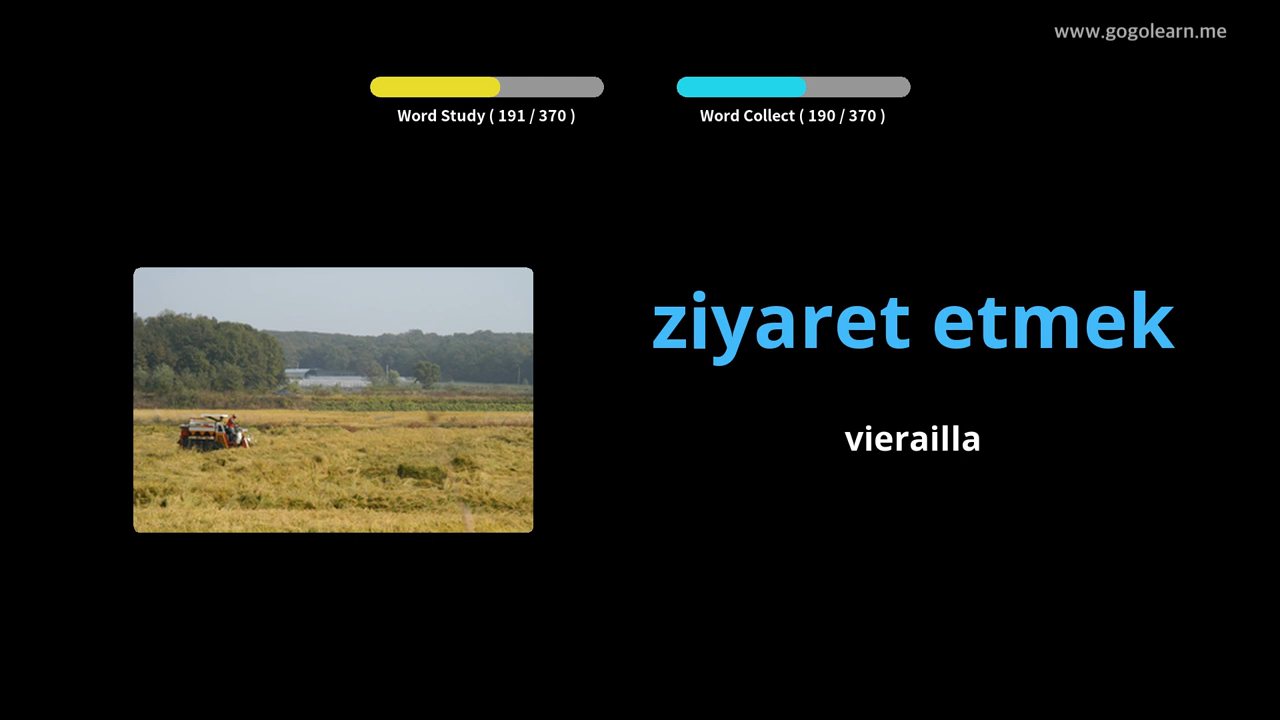 www.gogolearn.me
Word Study ( 191 / 370 )
Word Collect ( 190 / 370 )
ziyaret etmek
vierailla